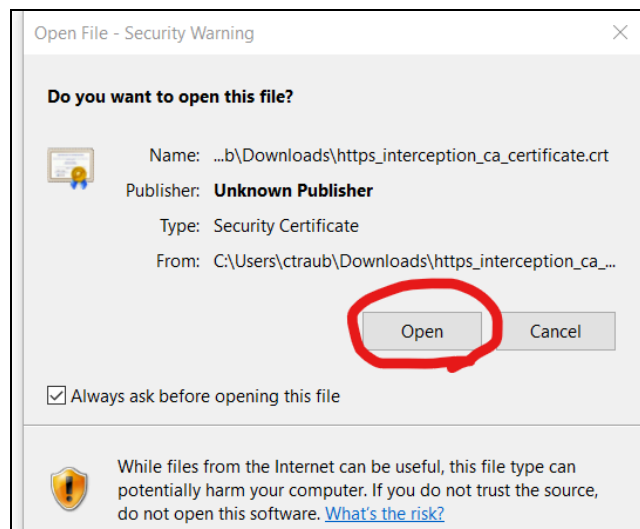 Open File - Security Warning
Do you want to open this file?
Name: ...b\Downloads\https_interception_ca_certificate.crt
Publisher: Unknown Publisher
Type: Security Certificate
From: C:\Users\ctraub\Downloads\https_interception_ca_...
Open Cancel
Always ask before opening this file
While files from the Internet can be useful, this file type can
potentially harm your computer. If you do not trust the source,
do not open this software. What's the risk?